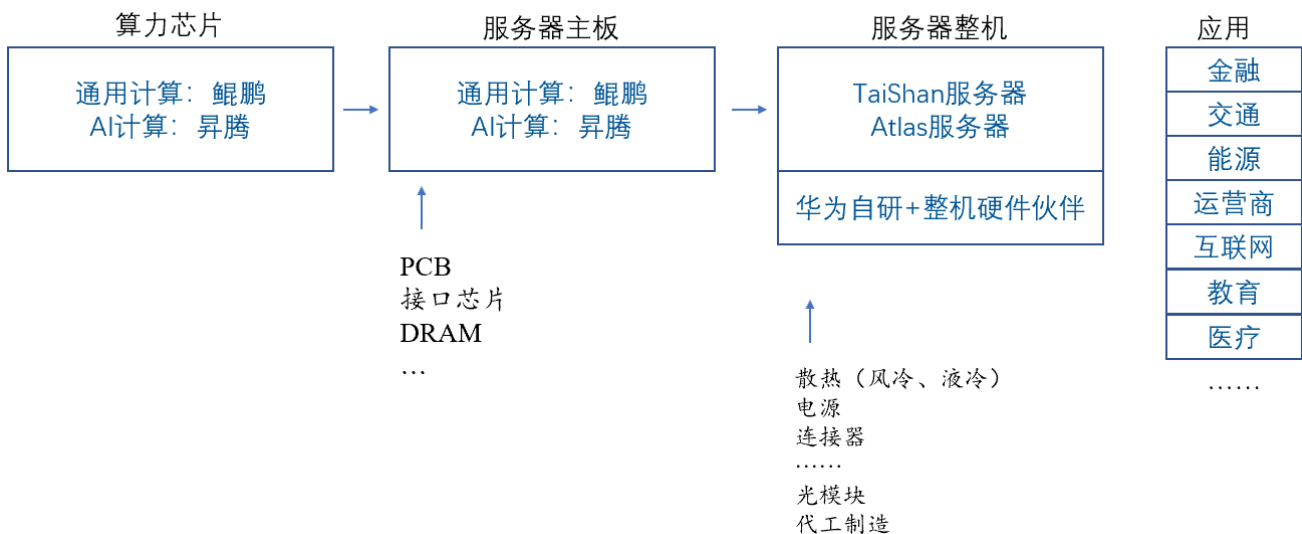 算力芯片
通用计算：鲲鹏
AI计算：昇腾
服务器主板
通用计算：鲲鹏
AI计算：昇腾
PCB
接口芯片
DRAM
…
服务器整机
TaiShan服务器
Atlas服务器
华为自研+整机硬件伙伴
散热（风冷、液冷）
电源
连接器
……
光模块
代工制造
应用
金融
交通
能源
运营商
互联网
教育
医疗
……